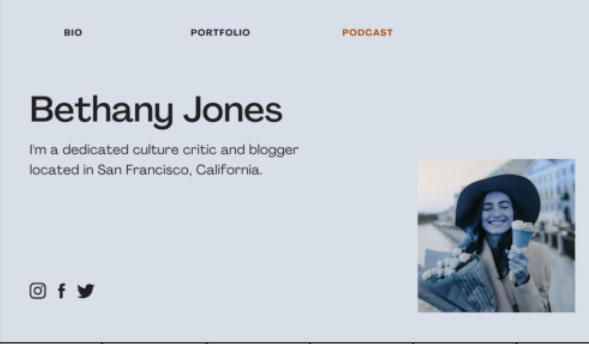 BIO PORTFOLIO PODCAST
Bethany Jones
I'm a dedicated culture critic and blogger
located in San Francisco, California.